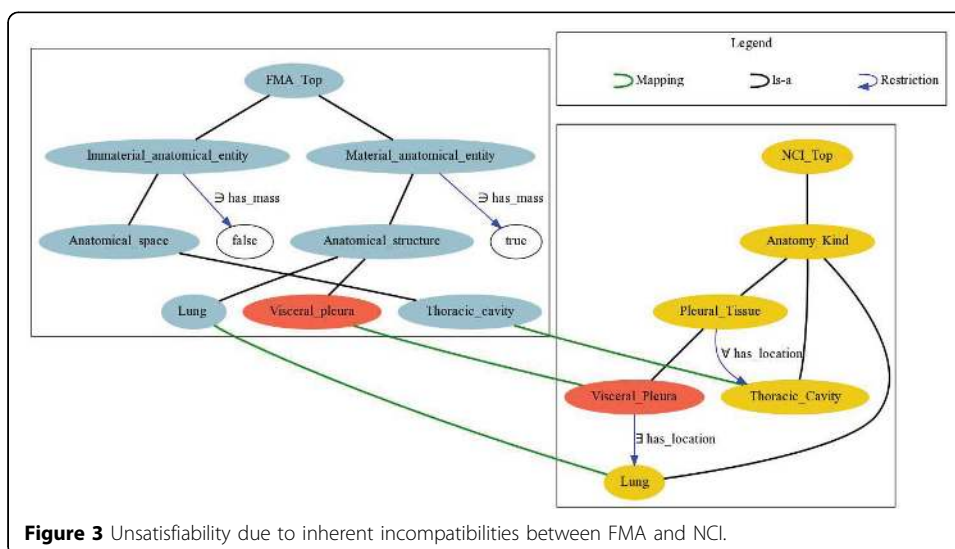 FMA_Top
Immaterial_anatomical_entity
Material_anatomical_entity
∋ has_mass
∋ has_mass
Anatomical_space
false
Anatomical_structure
true
Lung
Visceral_pleura
Thoracic_cavity
Legend
Mapping
Is-a
Restriction
NCI_Top
Anatomy_Kind
Pleural_Tissue
∀ has_location
Visceral_Pleura
Thoracic_Cavity
∃ has_location
Lung
Figure 3 Unsatisfiability due to inherent incompatibilities between FMA and NCI.